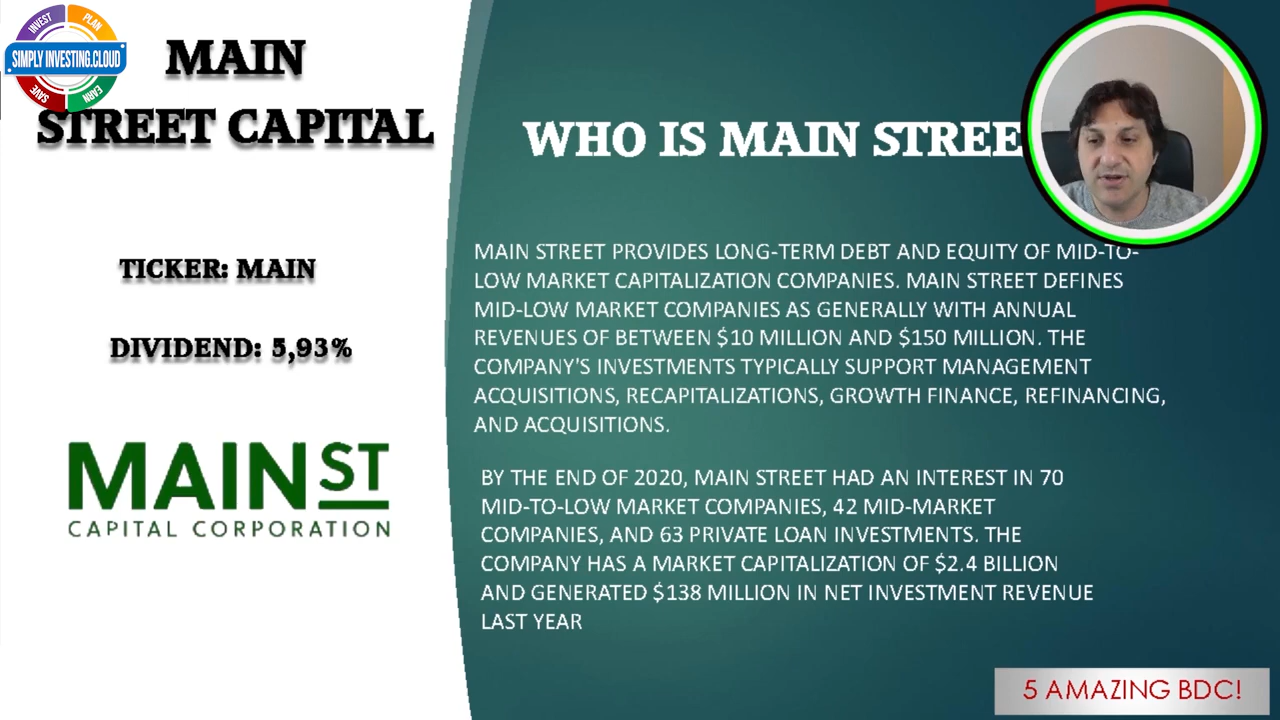 INVEST
PLAN
SIMPLY INVESTING.CLOUD
SAVE
EARN
MAIN
STREET CAPITAL
TICKER: MAIN
DIVIDEND: 5,93%
MAIN ST
CAPITAL CORPORATION
WHO IS MAIN STREE
MAIN STREET PROVIDES LONG-TERM DEBT AND EQUITY OF MID-TO-
LOW MARKET CAPITALIZATION COMPANIES. MAIN STREET DEFINES
MID-LOW MARKET COMPANIES AS GENERALLY WITH ANNUAL
REVENUES OF BETWEEN $10 MILLION AND $150 MILLION. THE
COMPANY'S INVESTMENTS TYPICALLY SUPPORT MANAGEMENT
ACQUISITIONS, RECAPITALIZATIONS, GROWTH FINANCE, REFINANCING,
AND ACQUISITIONS.
BY THE END OF 2020, MAIN STREET HAD AN INTEREST IN 70
MID-TO-LOW MARKET COMPANIES, 42 MID-MARKET
COMPANIES, AND 63 PRIVATE LOAN INVESTMENTS. THE
COMPANY HAS A MARKET CAPITALIZATION OF $2.4 BILLION
AND GENERATED $138 MILLION IN NET INVESTMENT REVENUE
LAST YEAR
5 AMAZING BDC!